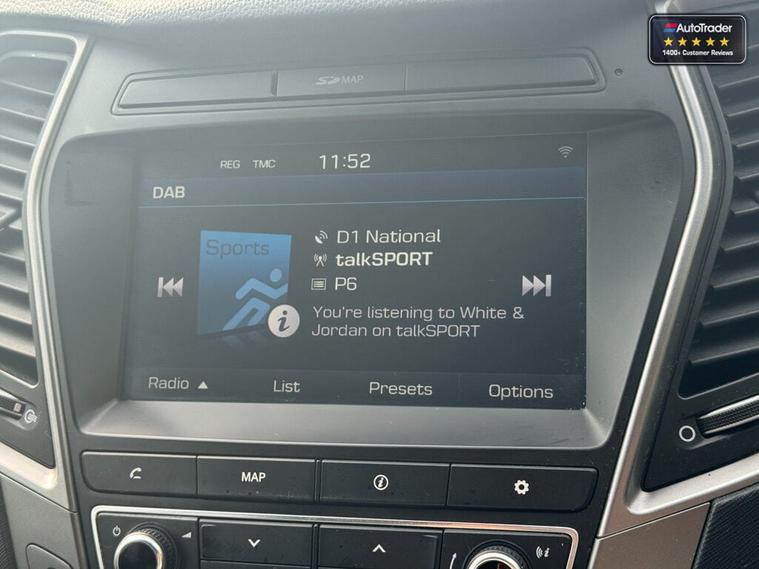 AutoTrader
1400+ Customer Reviews
SD MAP
REG TMC 11:52
DAB
Sports
D1 National
talkSPORT
P6
You're listening to White &
Jordan on talkSPORT
Radio List Presets Options
MAP